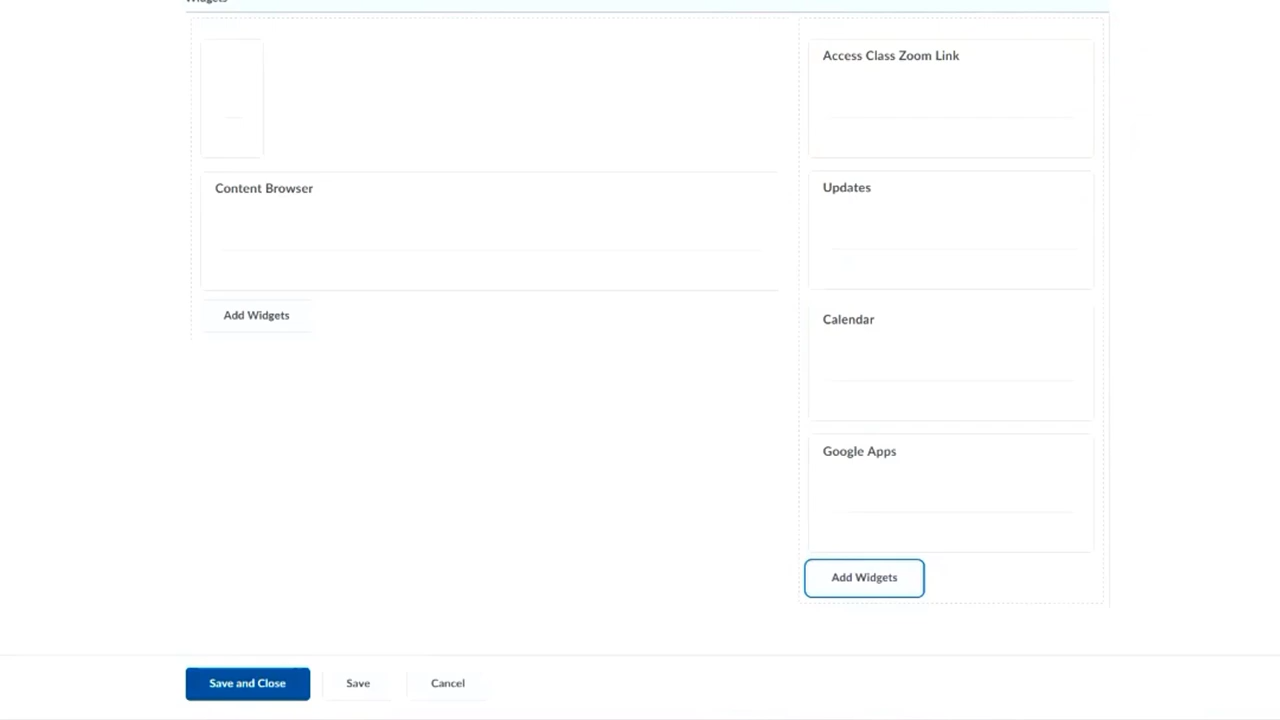 Widgets
Access Class Zoom Link
Content Browser
Updates
Add Widgets
Calendar
Google Apps
Add Widgets
Save and Close
Save
Cancel